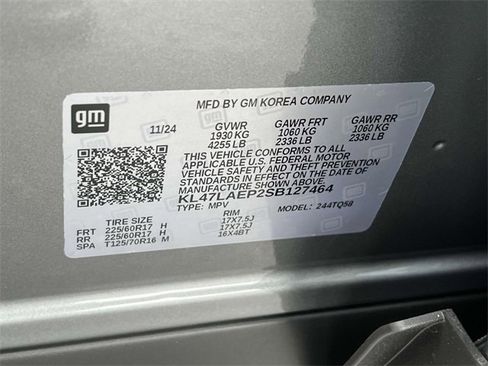 gm
MFD BY GM KOREA COMPANY
11/24 GVWR GAWR FRT GAWR RR
1930 KG 1060 KG 1060 KG
4255 LB 2336 LB 2336 LB
THIS VEHICLE CONFORMS TO ALL
APPLICABLE U.S. FEDERAL MOTOR
VEHICLE SAFETY AND THEFT PREVENTION
STANDARDS IN EFFECT ON THE DATE OF
MANUFACTURE SHOWN ABOVE.
KL47LAEP2SB127464
TYPE: MPV MODEL: 244TQ58
TIRE SIZE RIM
FRT 225/60R17 H 17X7.5J
RR 225/60R17 H 17X7.5J
SPA T125/70R16 M 16X4BT